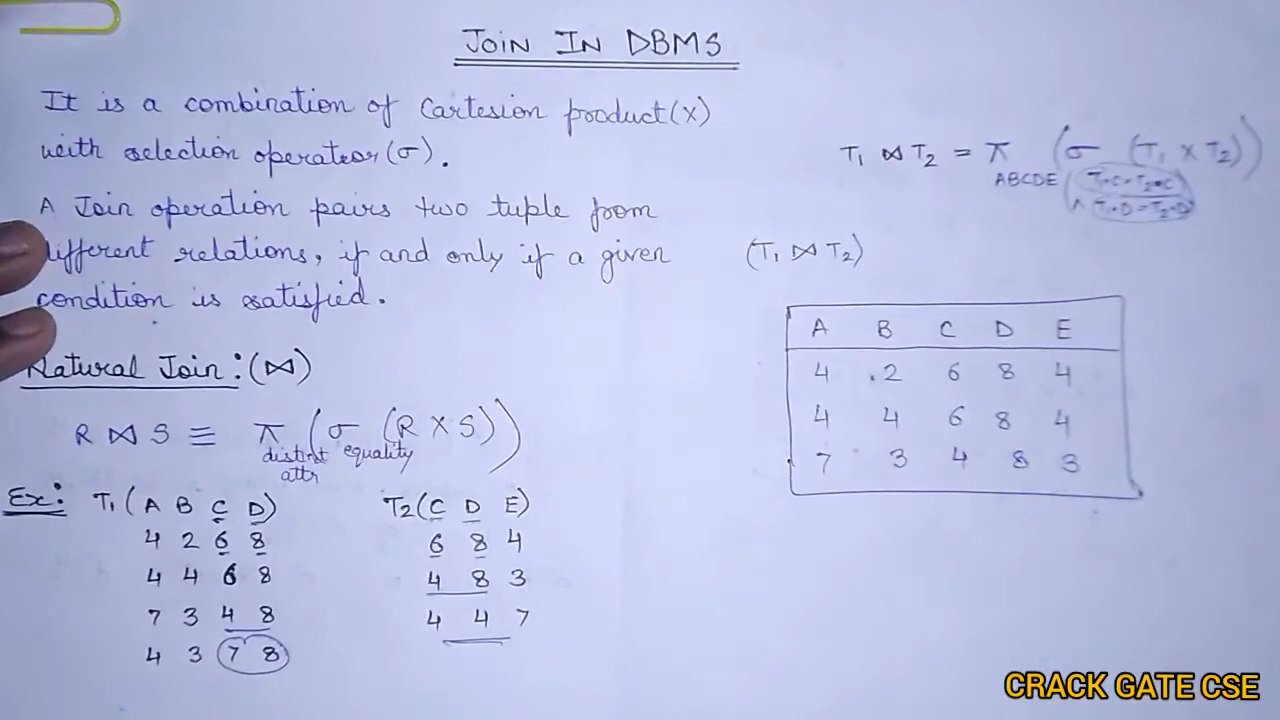 JOIN IN DBMS
It is a combination of Cartesion product (X)
with selection operator (σ).
A Join operation pairs two tuple from
different relations, if and only if a given
condition is satisfied.
Natural Join : (⋈)
R ⋈ S ≡ π (σ (R X S))
distinct equality
attr
Ex: T1 ( A B C D) T2 ( C D E)
4 2 6 8 6 8 4
4 4 6 8 4 8 3
7 3 4 8 4 4 7
4 3 7 8
T1 ⋈ T2 = π (σ (T1 X T2))
ABCDE (T1.C = T2.C
∧ T1.D = T2.D)
(T1 ⋈ T2)
A B C D E
4 2 6 8 4
4 4 6 8 4
7 3 4 8 3
CRACK GATE CSE